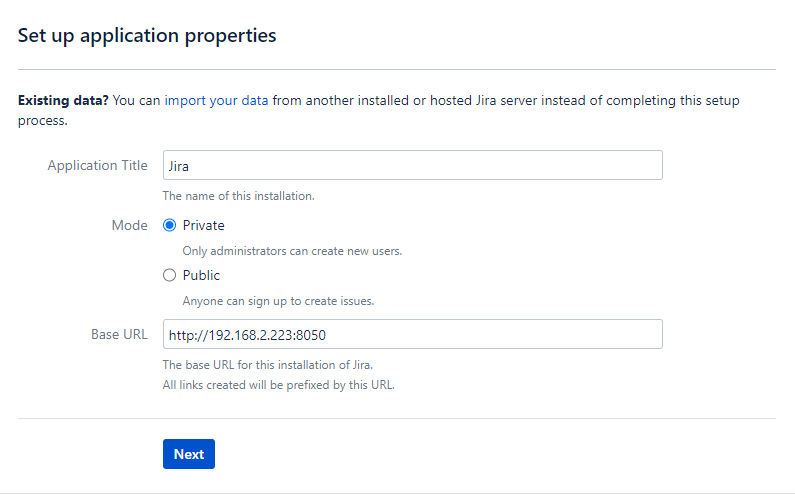 Set up application properties
Existing data? You can import your data from another installed or hosted Jira server instead of completing this setup
process.
Application Title Jira
The name of this installation.
Mode Private
Only administrators can create new users.
Public
Anyone can sign up to create issues.
Base URL http://192.168.2.223:8050
The base URL for this installation of Jira.
All links created will be prefixed by this URL.
Next